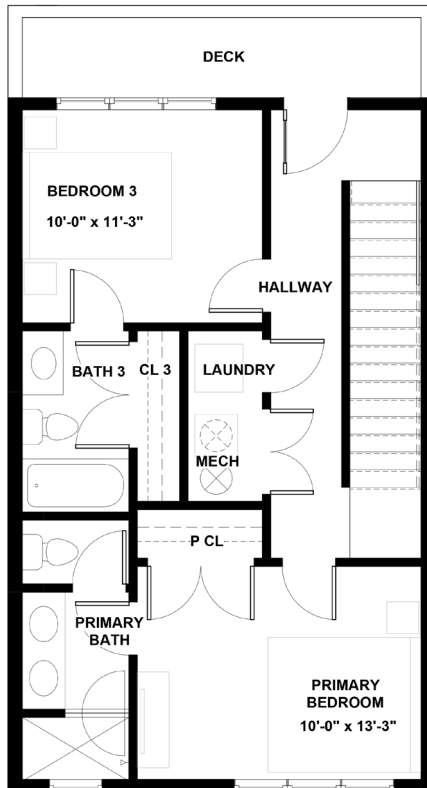 DECK
BEDROOM 3
10'-0" x 11'-3"
HALLWAY
BATH 3
CL 3
LAUNDRY
MECH
P CL
PRIMARY
BATH
PRIMARY
BEDROOM
10'-0" x 13'-3"